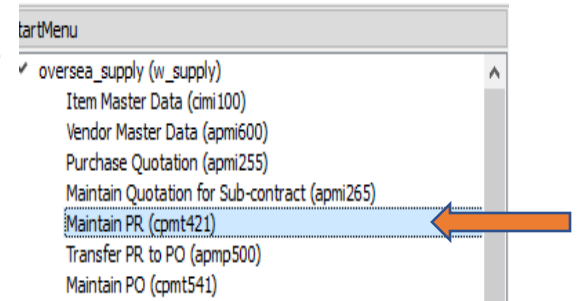 tartMenu
oversea_supply (w_supply)
Item Master Data (cimi100)
Vendor Master Data (apmi600)
Purchase Quotation (apmi255)
Maintain Quotation for Sub-contract (apmi265)
Maintain PR (cpmt421)
Transfer PR to PO (apmp500)
Maintain PO (cpmt541)